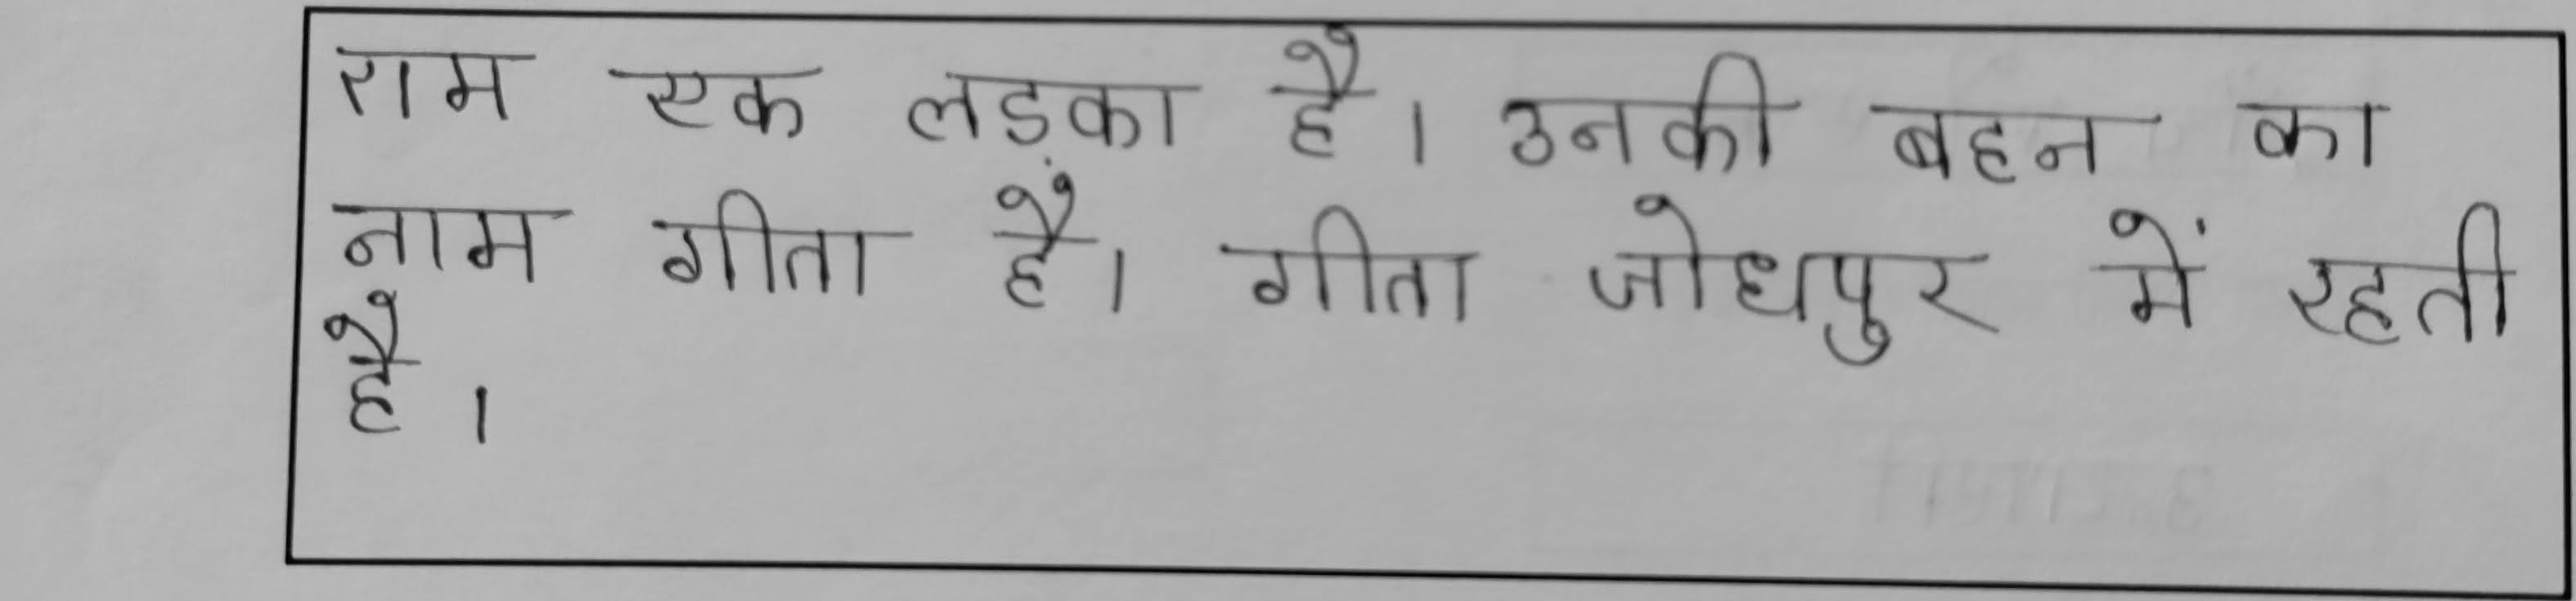 राम एक लड़का है। उनकी बहन का
नाम गीता है। गीता जोधपुर में रहती
है।